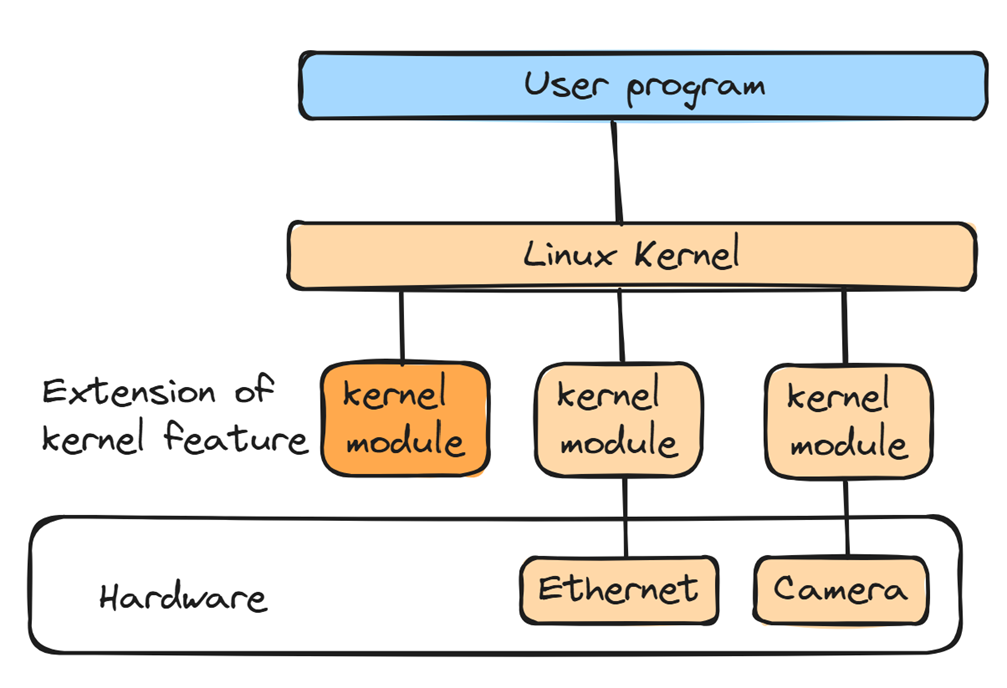 User program
Linux Kernel
Extension of
kernel feature
kernel
module
kernel
module
kernel
module
Hardware
Ethernet
Camera